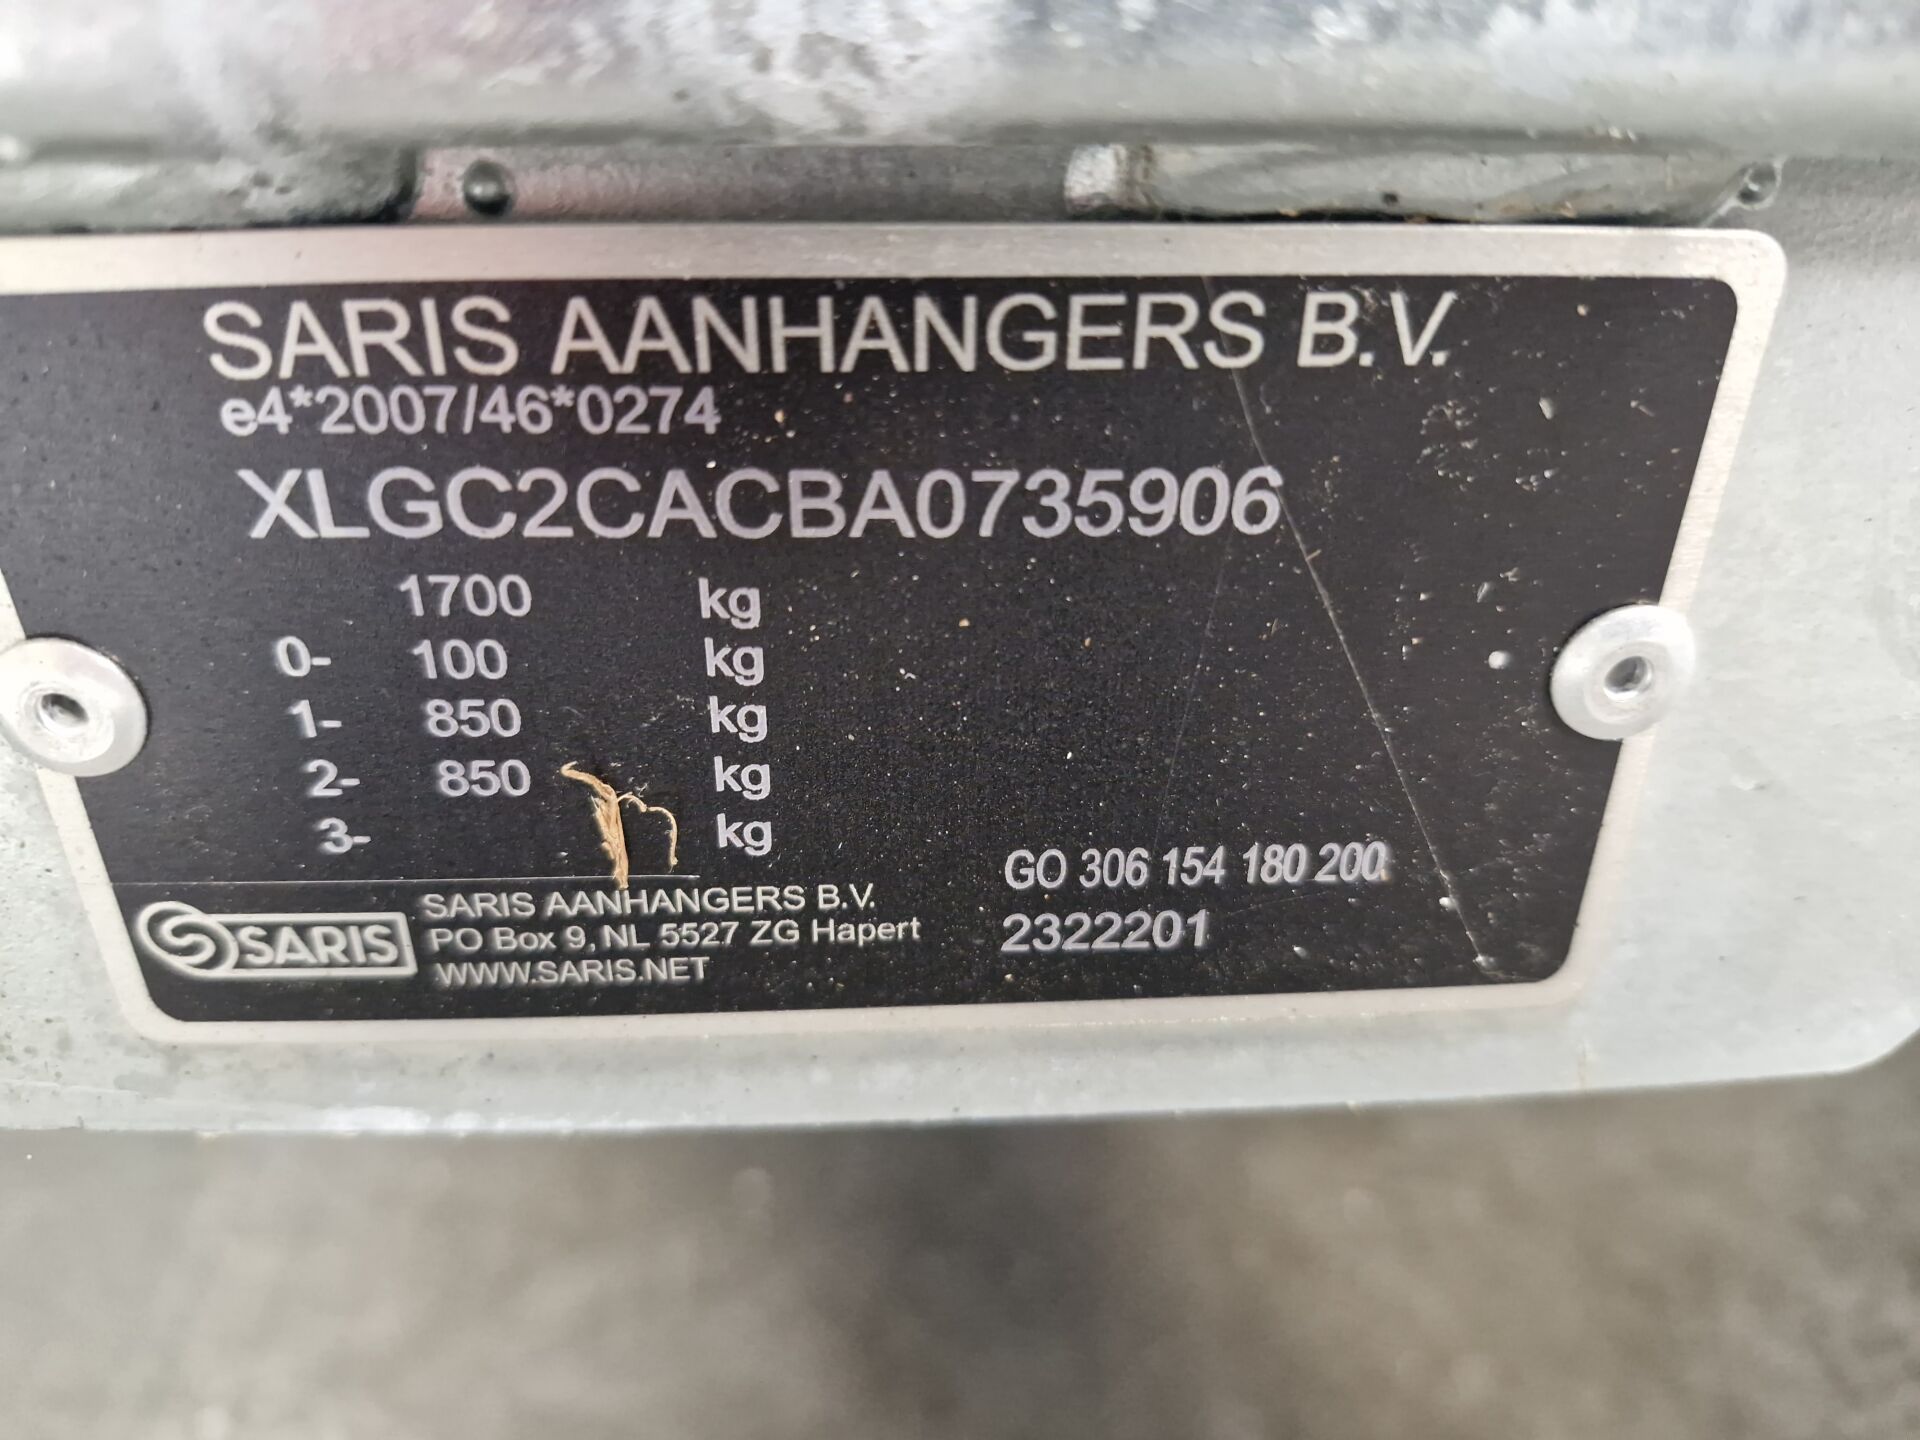 SARIS AANHANGERS B.V.
e4*2007/46*0274
XLGC2CACBA0735906
1700 kg
0- 100 kg
1- 850 kg
2- 850 kg
3- kg
GO 306 154 180 200
2322201
SARIS
SARIS AANHANGERS B.V.
PO Box 9, NL 5527 ZG Hapert
WWW.SARIS.NET